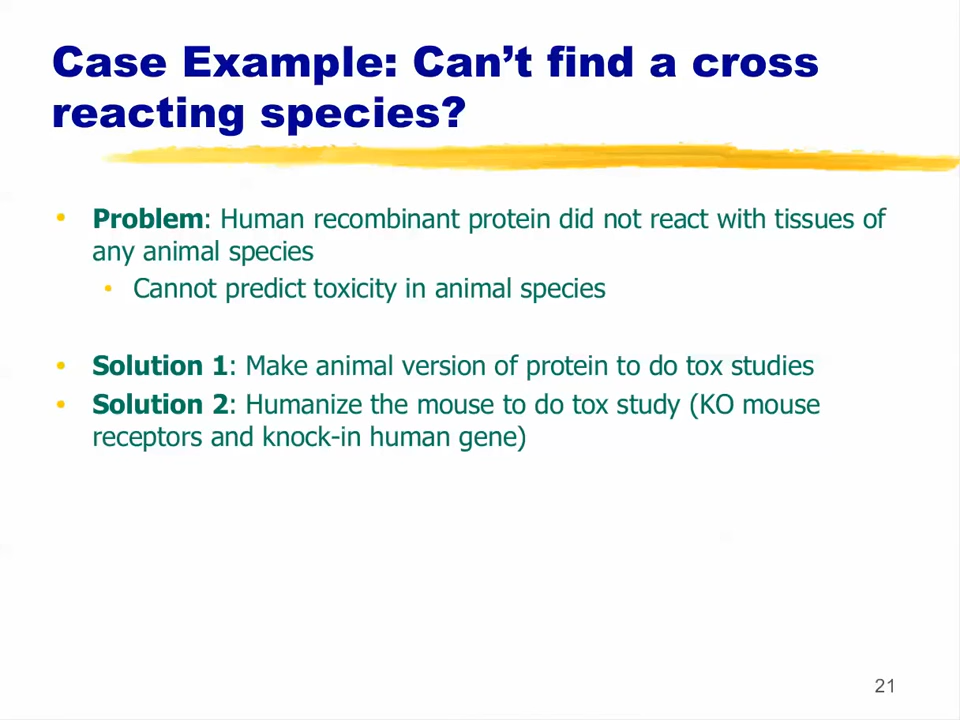 Case Example: Can't find a cross
reacting species?
• Problem: Human recombinant protein did not react with tissues of
any animal species
• Cannot predict toxicity in animal species
• Solution 1: Make animal version of protein to do tox studies
• Solution 2: Humanize the mouse to do tox study (KO mouse
receptors and knock-in human gene)
21